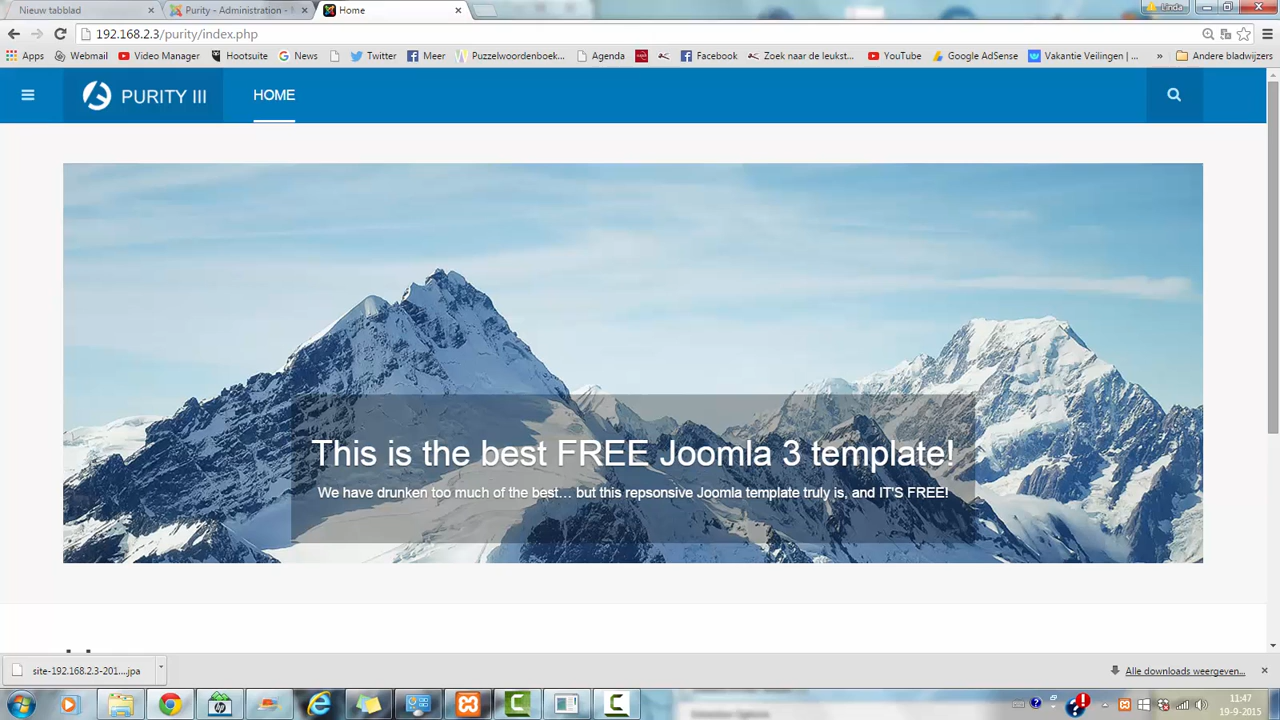 Nieuw tabblad
Purity - Administration -
Home
Linda
192.168.2.3/purity/index.php
Apps
Webmail
Video Manager
Hootsuite
News
Twitter
Meer
Puzzelwoordenboek...
Agenda
Facebook
Zoek naar de leukst...
YouTube
Google AdSense
Vakantie Veilingen | ...
»
Andere bladwijzers
PURITY III
HOME
This is the best FREE Joomla 3 template!
We have drunken too much of the best... but this repsonsive Joomla template truly is, and IT'S FREE!
site-192.168.2.3-201....jpa
Alle downloads weergeven...
11:47
19-9-2015